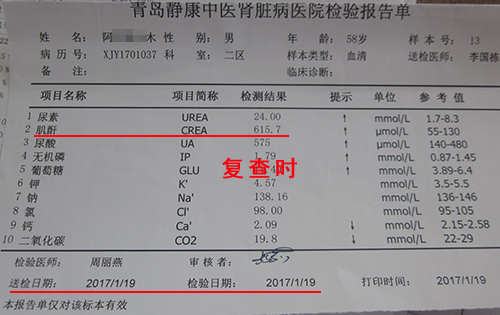 青岛静康中医肾脏病医院检验报告单
姓 名: 阿 木 性 别: 男 年 龄: 58岁 样 本 号: 13
病 历 号: XJY1701037 科 室: 二区 样本类型: 血清 送检医师: 李国栋
备 注: 临床诊断:
项目名称 项目简称 检测结果 提示 单位 参 考 值
1 尿素 UREA 24.00 ↑ mmol/L 1.7-8.3
2 肌酐 CREA 615.7 ↑ μmol/L 55-130
3 尿酸 UA 575 ↑ μmol/L 140-480
4 无机磷 IP 1.79 ↑ mmol/L 0.87-1.45
5 葡萄糖 GLU ↑ mmol/L 3.89-6.4
复查时
6 钾 K' 4.57 mmol/L 3.5-5.5
7 钠 Na' 138.16 mmol/L 136-146
8 氯 Cl' 98.00 mmol/L 95-105
9 钙 Ca' 2.09 ↓ mmol/L 2.15-2.58
10 二氧化碳 CO2 19.8 ↓ mmol/L 22-29
检验医师: 周丽燕 审 核 者:
送检日期: 2017/1/19 检验日期: 2017/1/19 打印时间: 2017/1/19
本报告单仅对该标本有效